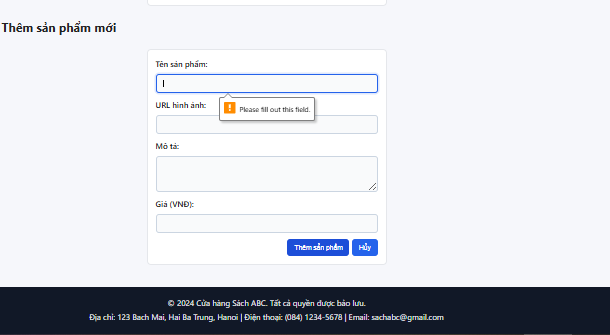 Thêm sản phẩm mới
Tên sản phẩm:
Please fill out this field.
URL hình ảnh:
Mô tả:
Giá (VNĐ):
Thêm sản phẩm Hủy
© 2024 Cửa hàng Sách ABC. Tất cả quyền được bảo lưu.
Địa chỉ: 123 Bạch Mai, Hai Ba Trung, Hanoi | Điện thoại: (084) 1234-5678 | Email: sachabc@gmail.com